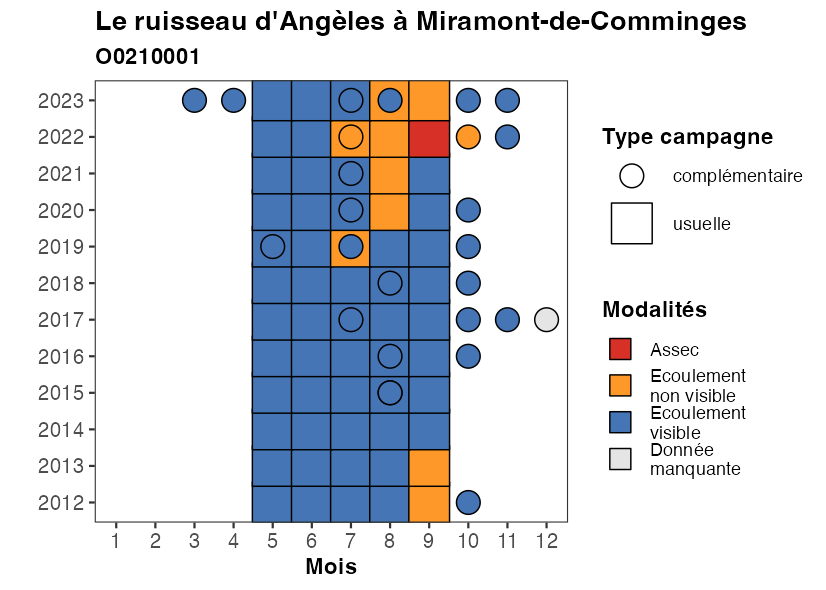 Le ruisseau d'Angèles à Miramont-de-Comminges
O0210001
2023
2022
2021
2020
2019
2018
2017
2016
2015
2014
2013
2012
1 2 3 4 5 6 7 8 9 10 11 12
Mois
Type campagne
complémentaire
usuelle
Modalités
Assec
Ecoulement
non visible
Ecoulement
visible
Donnée
manquante